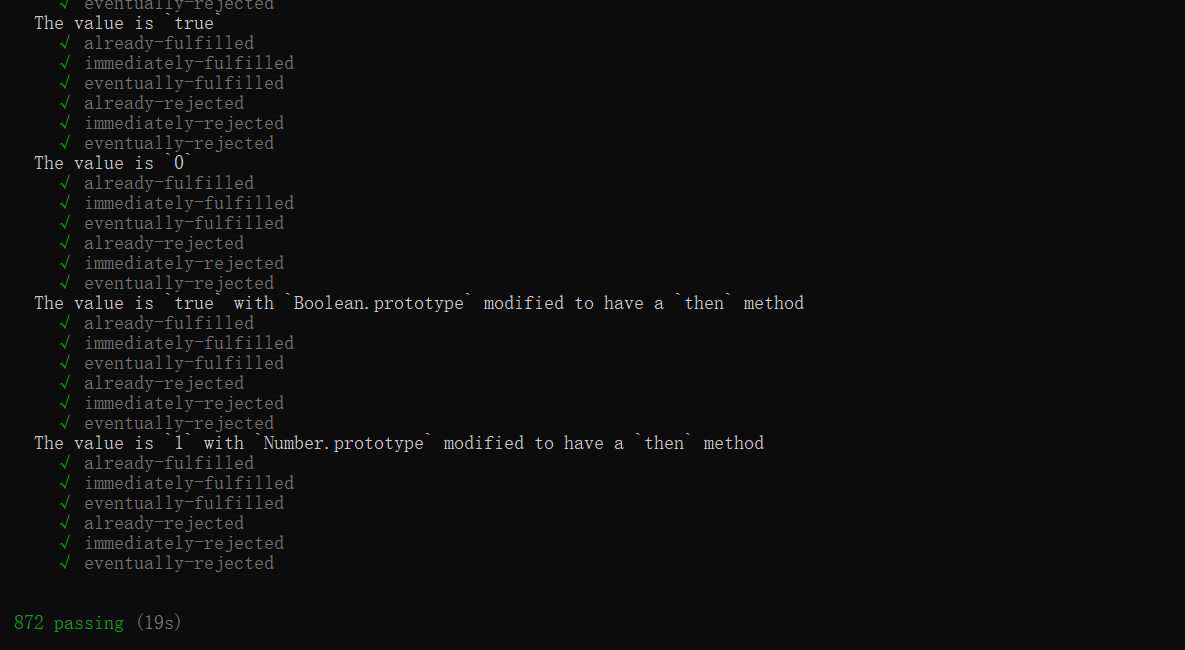 √ eventually-rejected
The value is `true`
√ already-fulfilled
√ immediately-fulfilled
√ eventually-fulfilled
√ already-rejected
√ immediately-rejected
√ eventually-rejected
The value is `0`
√ already-fulfilled
√ immediately-fulfilled
√ eventually-fulfilled
√ already-rejected
√ immediately-rejected
√ eventually-rejected
The value is `true` with `Boolean.prototype` modified to have a `then` method
√ already-fulfilled
√ immediately-fulfilled
√ eventually-fulfilled
√ already-rejected
√ immediately-rejected
√ eventually-rejected
The value is `1` with `Number.prototype` modified to have a `then` method
√ already-fulfilled
√ immediately-fulfilled
√ eventually-fulfilled
√ already-rejected
√ immediately-rejected
√ eventually-rejected
872 passing (19s)